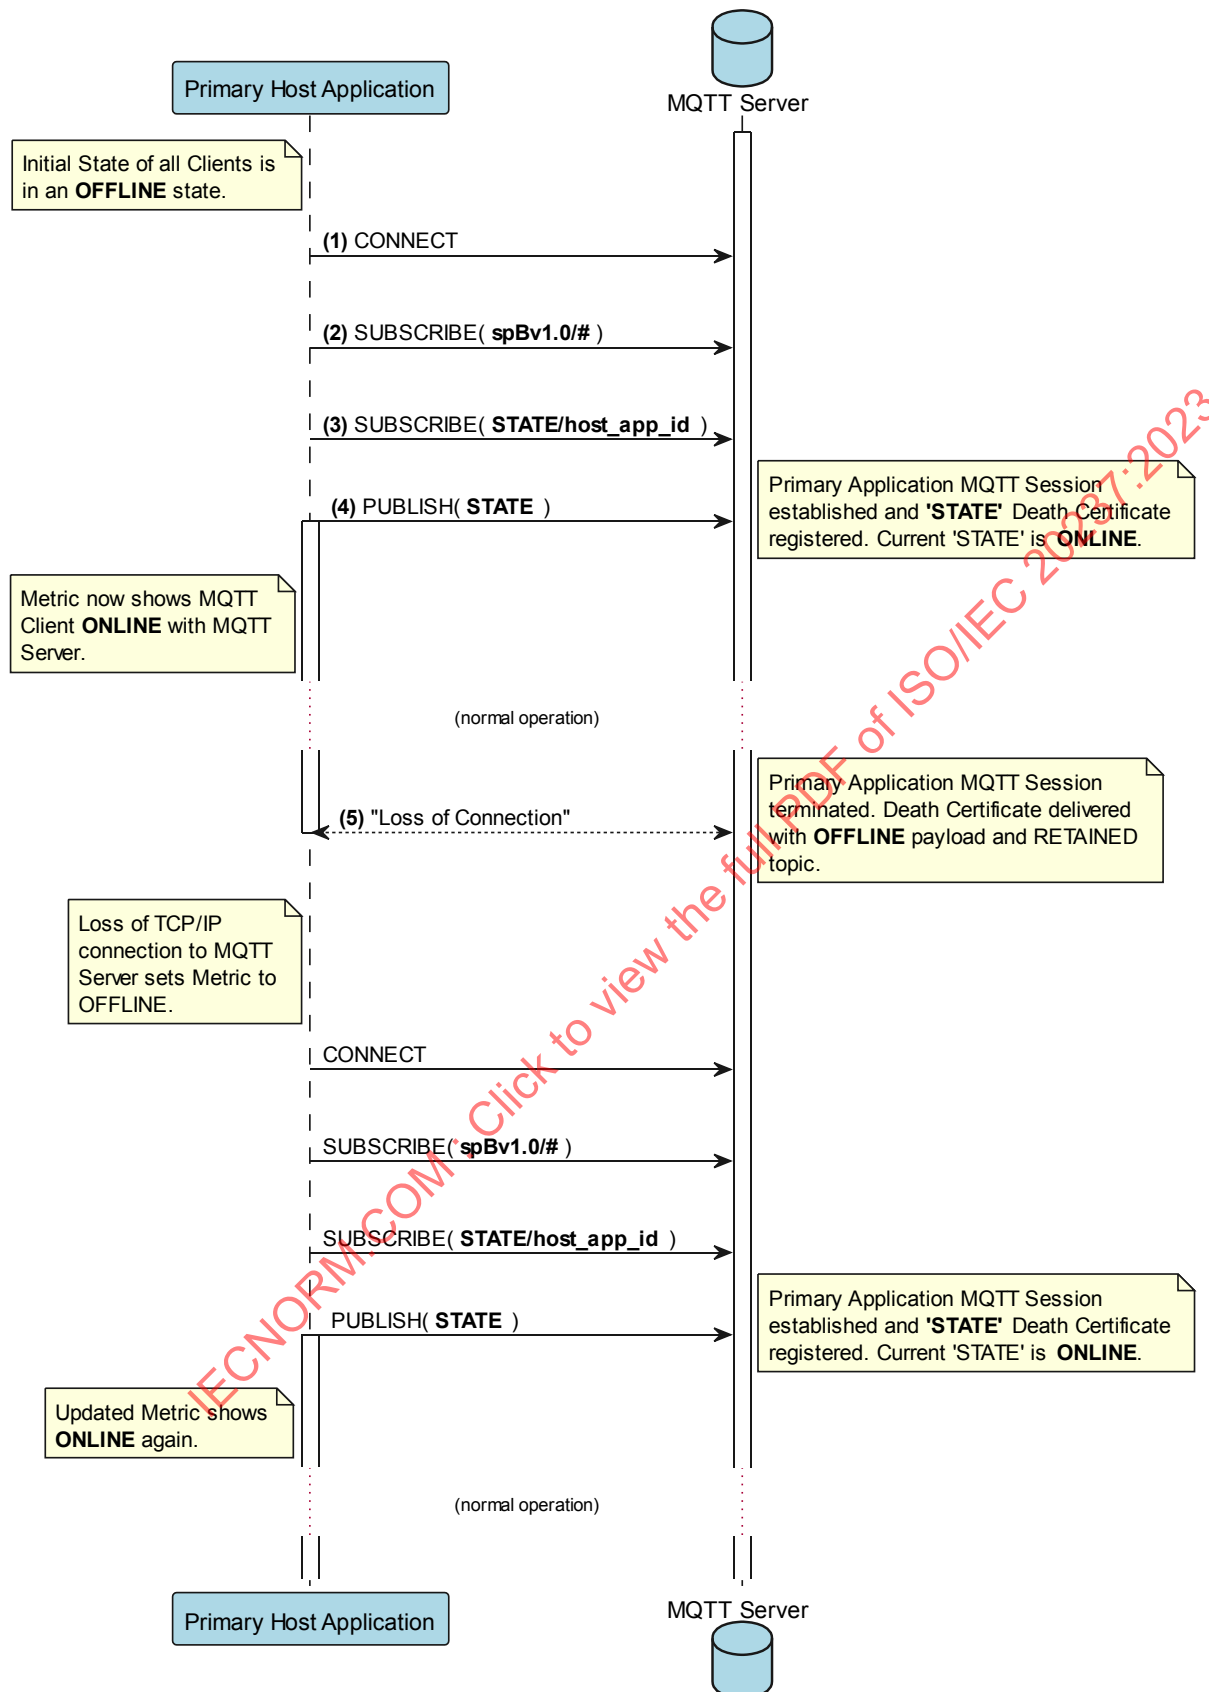 Primary Host Application
MQTT Server
Initial State of all Clients is
in an OFFLINE state.
(1) CONNECT
(2) SUBSCRIBE( spBv1.0/# )
(3) SUBSCRIBE( STATE/host_app_id )
(4) PUBLISH( STATE )
Primary Application MQTT Session
established and 'STATE' Death Certificate
registered. Current 'STATE' is ONLINE.
Metric now shows MQTT
Client ONLINE with MQTT
Server.
(normal operation)
Primary Application MQTT Session
terminated. Death Certificate delivered
with OFFLINE payload and RETAINED
topic.
(5) "Loss of Connection"
Loss of TCP/IP
connection to MQTT
Server sets Metric to
OFFLINE.
CONNECT
SUBSCRIBE( spBv1.0/# )
SUBSCRIBE( STATE/host_app_id )
PUBLISH( STATE )
Primary Application MQTT Session
established and 'STATE' Death Certificate
registered. Current 'STATE' is ONLINE.
Updated Metric shows
ONLINE again.
(normal operation)
Primary Host Application
MQTT Server
IECNORM.COM : Click to view the full PDF of ISO/IEC 20237:2023